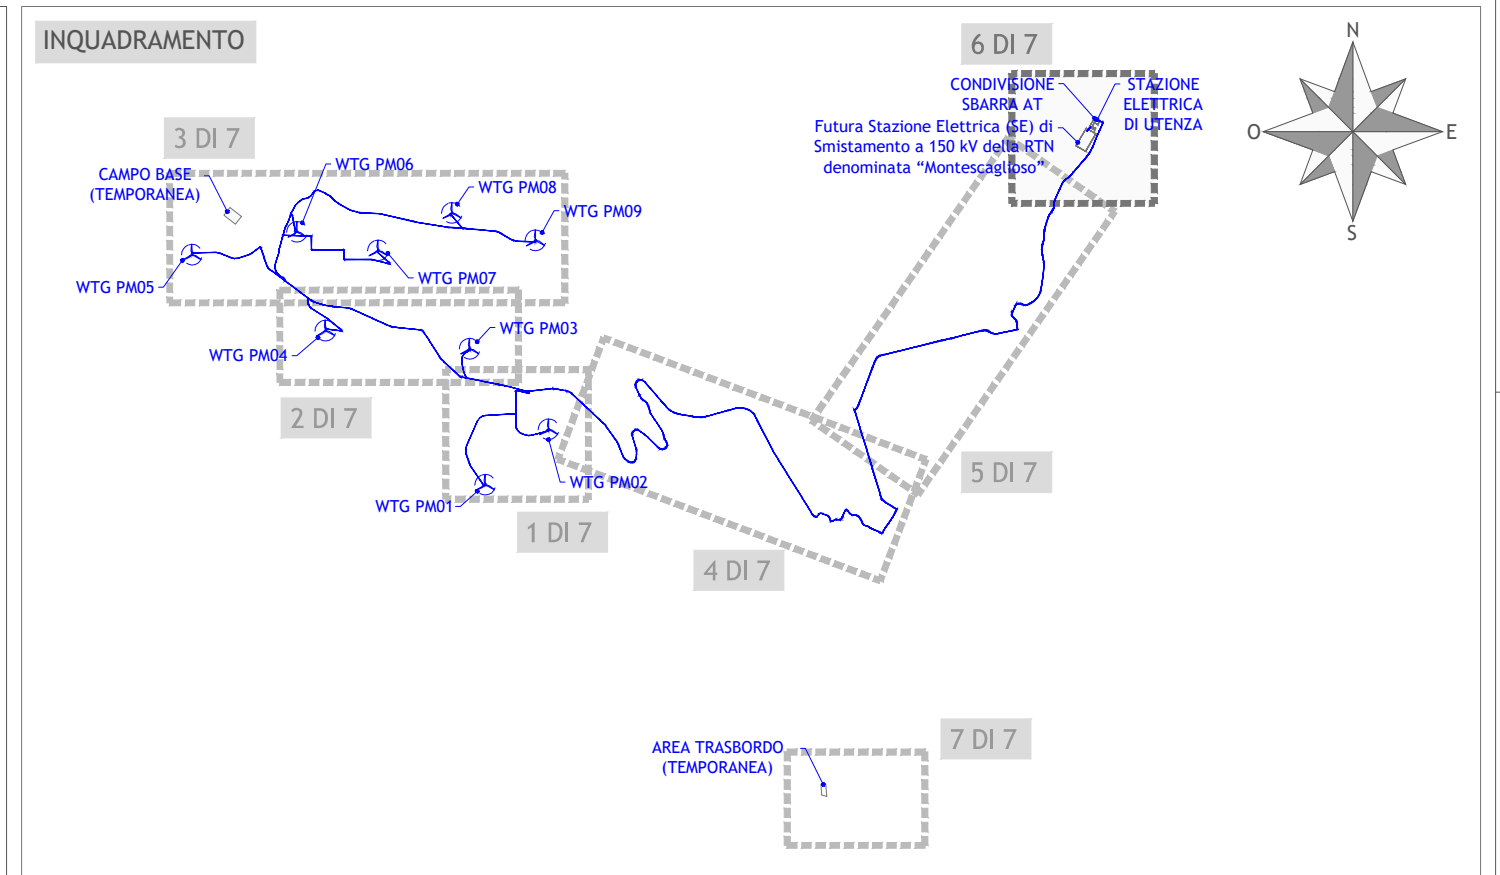 INQUADRAMENTO
6 DI 7
N
O
E
S
CONDIVISIONE
SBARRA AT
STAZIONE
ELETTRICA
DI UTENZA
Futura Stazione Elettrica (SE) di
Smistamento a 150 kV della RTN
denominata “Montescaglioso”
3 DI 7
CAMPO BASE
(TEMPORANEA)
WTG PM06
WTG PM08
WTG PM09
WTG PM07
WTG PM05
WTG PM03
WTG PM04
2 DI 7
5 DI 7
WTG PM02
WTG PM01
1 DI 7
4 DI 7
7 DI 7
AREA TRASBORDO
(TEMPORANEA)